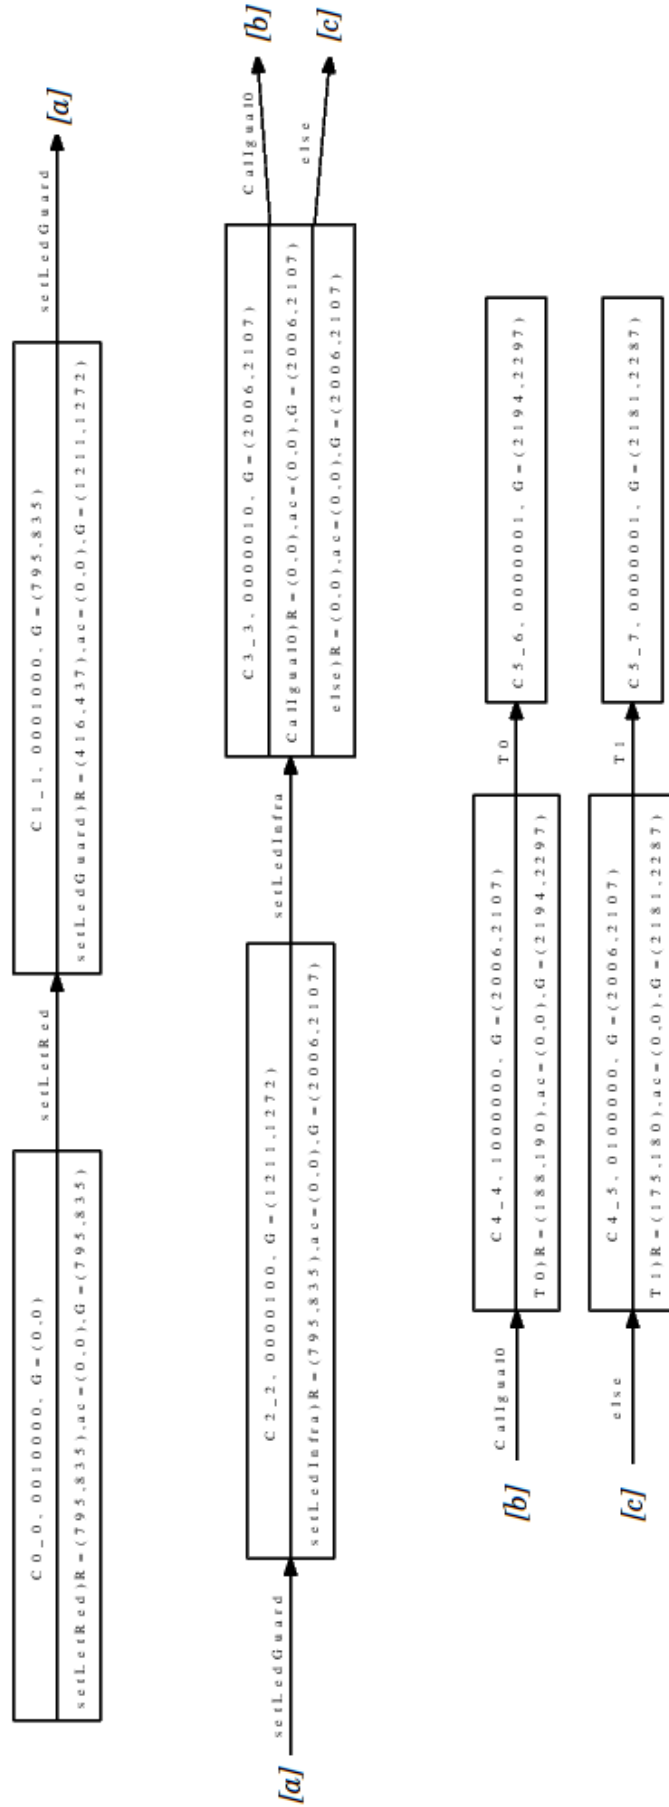 C0_0, 0010000, G=(0,0)
setLetRed)R=(795,835),ac=(0,0),G=(795,835)
setLetRed
C1_1, 0001000, G=(795,835)
setLedGuard)R=(416,437),ac=(0,0),G=(1211,1272)
setLedGuard
[a]
[a]
setLedGuard
C2_2, 0000100, G=(1211,1272)
setLedInfra)R=(795,835),ac=(0,0),G=(2006,2107)
setLedInfra
C3_3, 0000010, G=(2006,2107)
CaIgual0)R=(0,0),ac=(0,0),G=(2006,2107)
else)R=(0,0),ac=(0,0),G=(2006,2107)
CaIgual0
[b]
else
[c]
[b]
CaIgual0
C4_4, 1000000, G=(2006,2107)
T0)R=(188,190),ac=(0,0),G=(2194,2297)
T0
C5_6, 0000001, G=(2194,2297)
[c]
else
C4_5, 0100000, G=(2006,2107)
T1)R=(175,180),ac=(0,0),G=(2181,2287)
T1
C5_7, 0000001, G=(2181,2287)